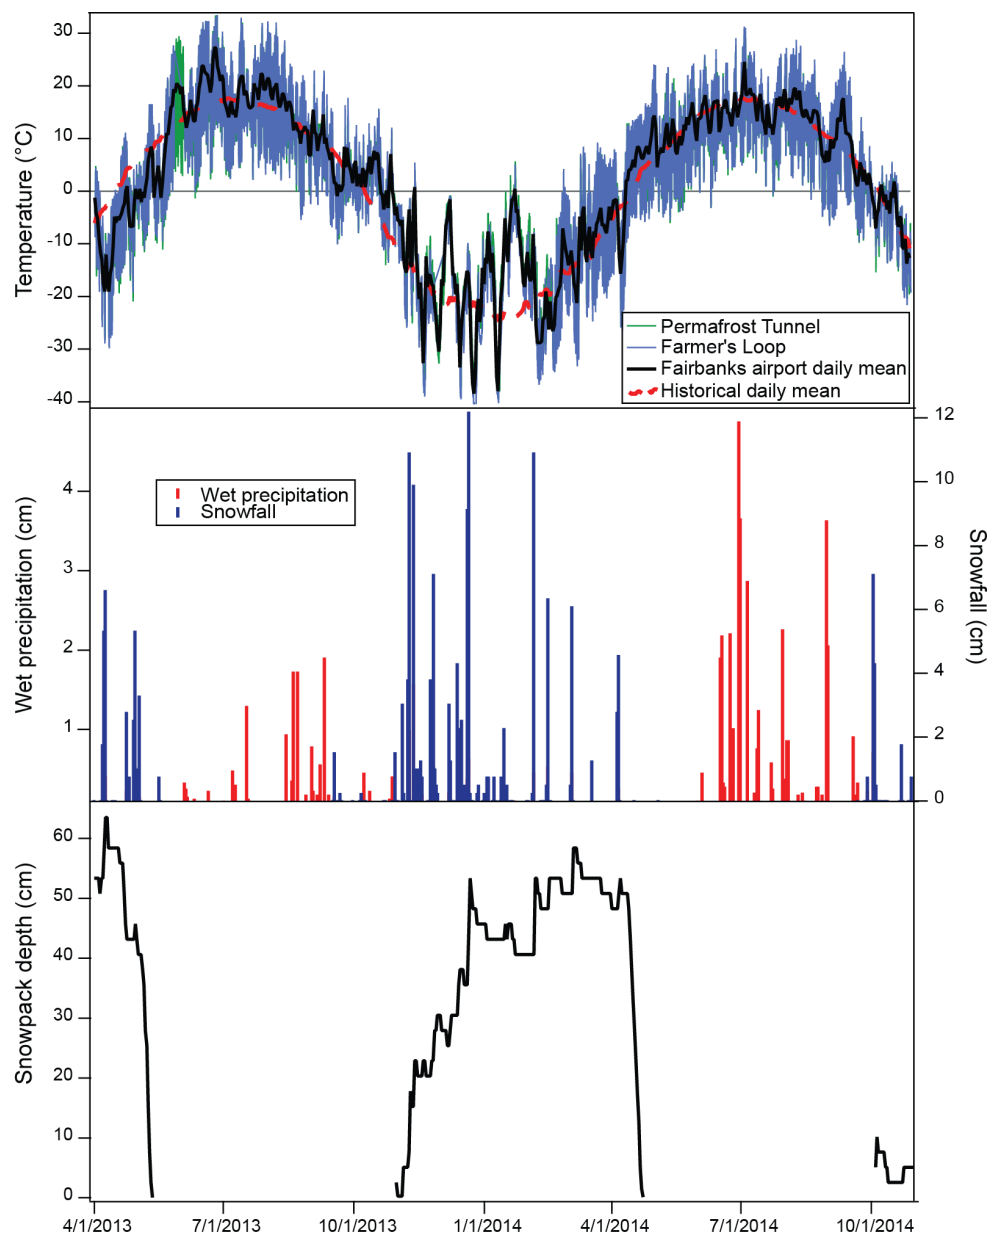 Temperature (°C)
30
20
10
0
-10
-20
-30
-40
Permafrost Tunnel
Farmer's Loop
Fairbanks airport daily mean
Historical daily mean
Wet precipitation (cm)
4
3
2
1
Wet precipitation
Snowfall
12
10
8
6
4
2
0
Snowfall (cm)
Snowpack depth (cm)
60
50
40
30
20
10
0
4/1/2013 7/1/2013 10/1/2013 1/1/2014 4/1/2014 7/1/2014 10/1/2014